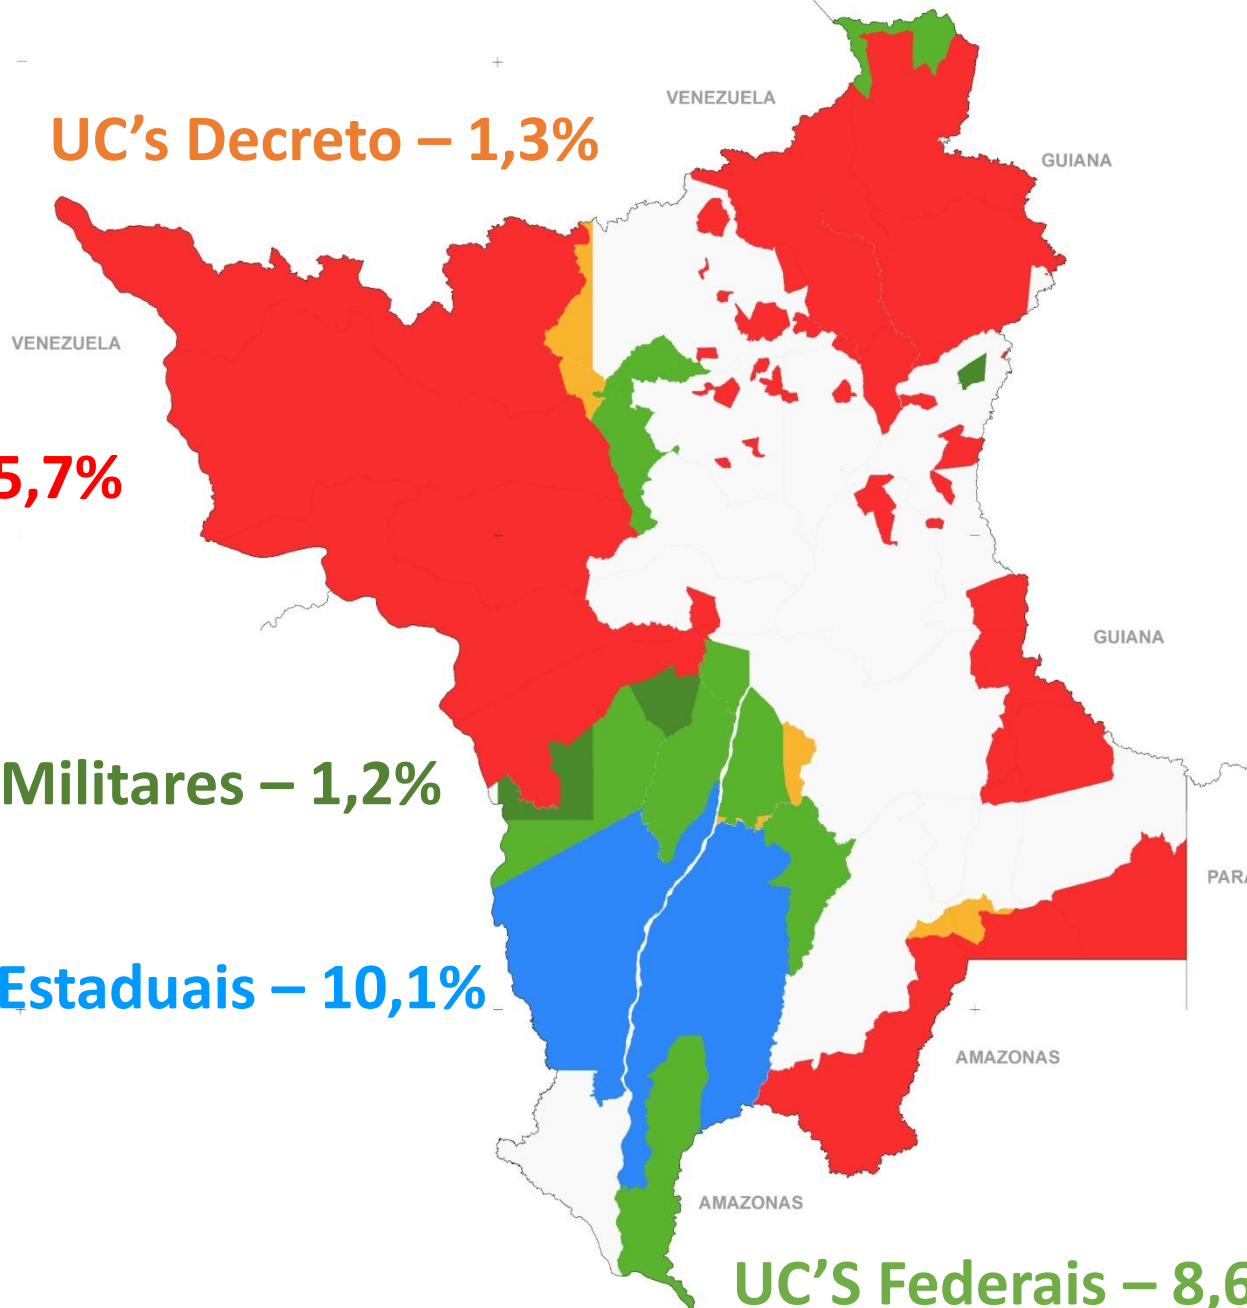 VENEZUELA
UC’s Decreto – 1,3%
GUIANA
VENEZUELA
5,7%
GUIANA
Militares – 1,2%
PARÁ
Estaduais – 10,1%
AMAZONAS
AMAZONAS
UC’S Federais – 8,6